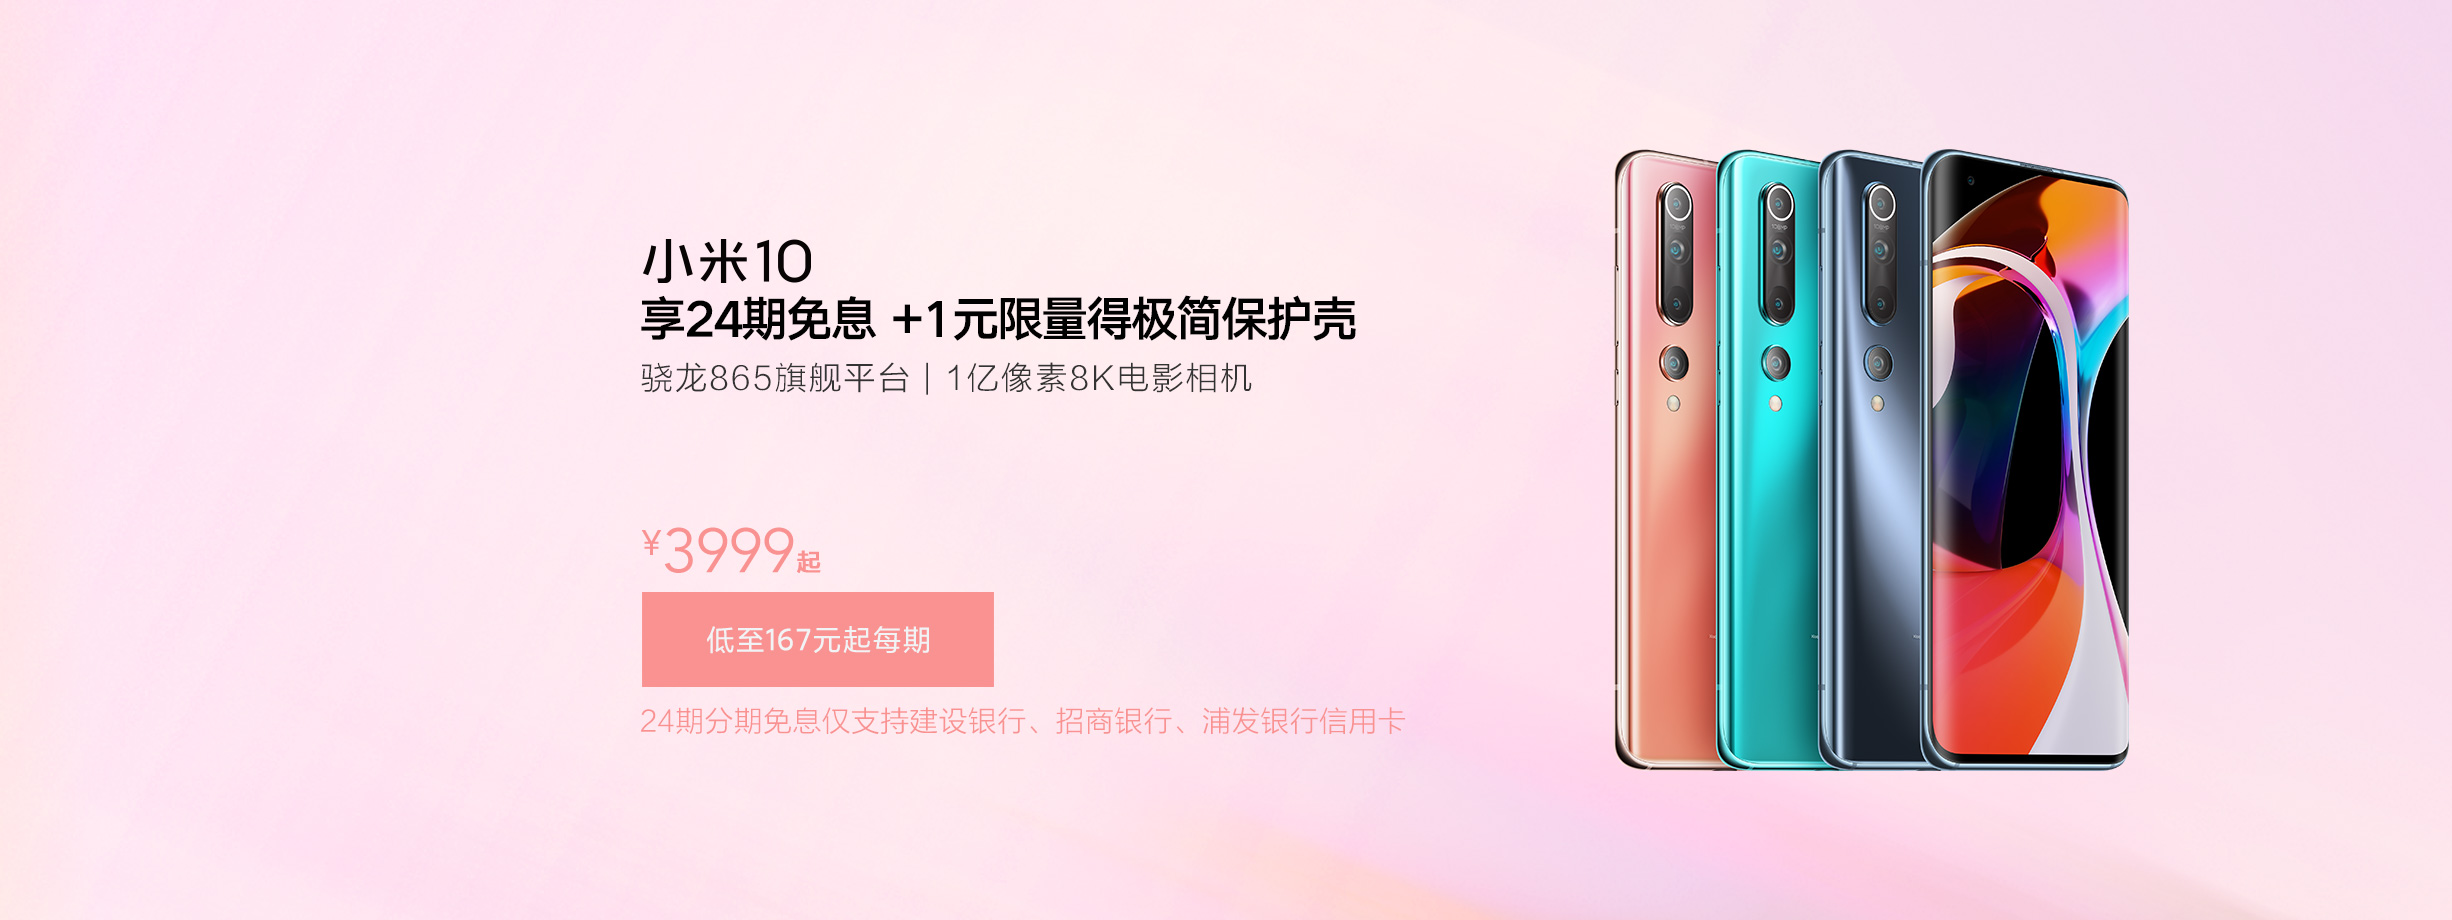 小米10
享24期免息 +1元限量得极简保护壳
骁龙865旗舰平台｜1亿像素8K电影相机
¥3999起
低至167元起每期
24期分期免息仅支持建设银行、招商银行、浦发银行信用卡